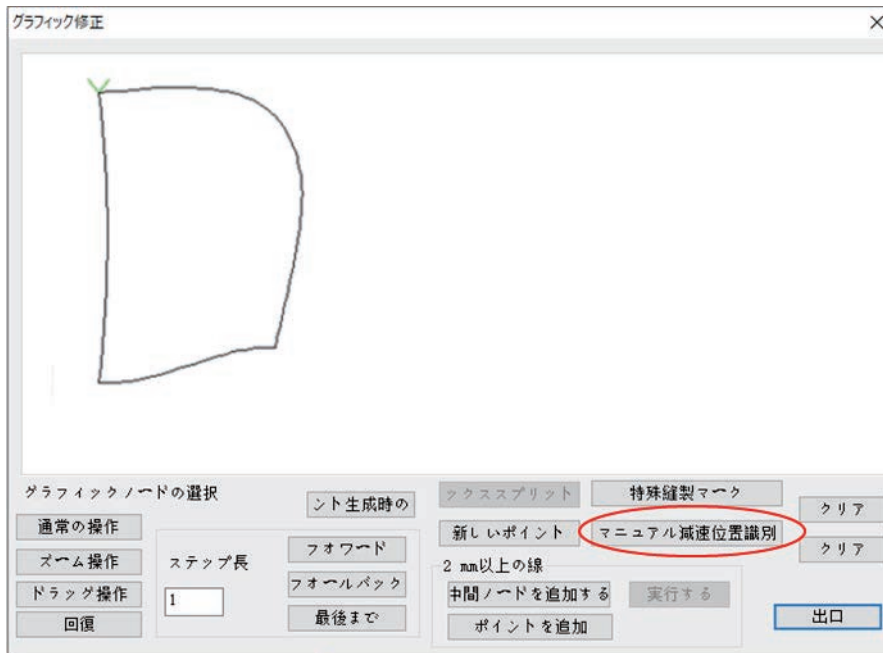 グラフィック修正
グラフィックノードの選択
通常の操作
ズーム操作
ドラッグ操作
回復
ステップ長
1
ント生成時の
フオワード
フオールバック
最後まで
ックススプリット
特殊縫製マーク
クリア
新しいポイント
マニュアル減速位置識別
クリア
2 mm以上の線
中間ノードを追加する
実行する
ポイントを追加
出口